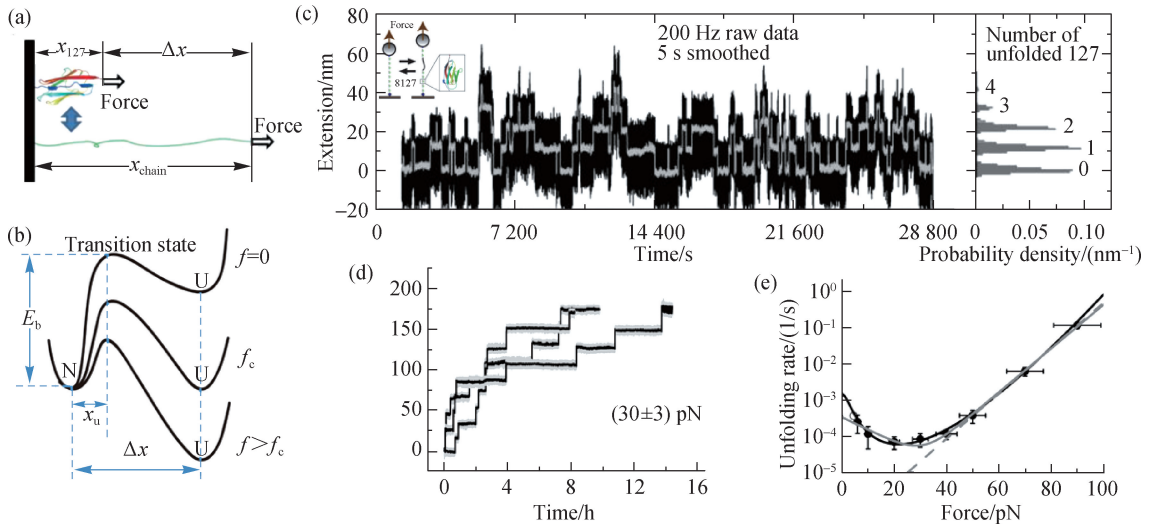 (a)
x127
Δx
Force
Force
xchain
(b)
Transition state
f=0
U
Eb
N
fc
U
xu
Δx
U
f>fc
(c)
Force
8127
200 Hz raw data
5 s smoothed
Number of
unfolded 127
4
3
2
1
0
Extension/nm
80
60
40
20
0
−20
0
7 200
14 400
21 600
28 800
Time/s
0
0.05
0.10
Probability density/(nm−1)
(d)
200
150
100
50
0
(30±3) pN
0
4
8
12
16
Time/h
(e)
Unfolding rate/(1/s)
10^0
10^−1
10^−2
10^−3
10^−4
10^−5
0
20
40
60
80
100
Force/pN